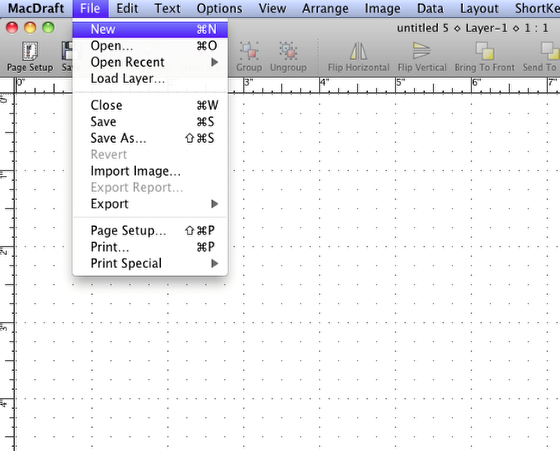 MacDraft File Edit Text Options View Arrange Image Data Layout ShortKe
untitled 5 ◇ Layer-1 ◇ 1 : 1
Page Setup Sa Group Ungroup Flip Horizontal Flip Vertical Bring To Front Send To
0" 3" 4" 5" 6" 7"
New ⌘N
Open... ⌘O
Open Recent
Load Layer...
Close ⌘W
Save ⌘S
Save As... ⇧⌘S
Revert
Import Image...
Export Report...
Export
Page Setup... ⇧⌘P
Print... ⌘P
Print Special
0"
1"
2"
3"
4"